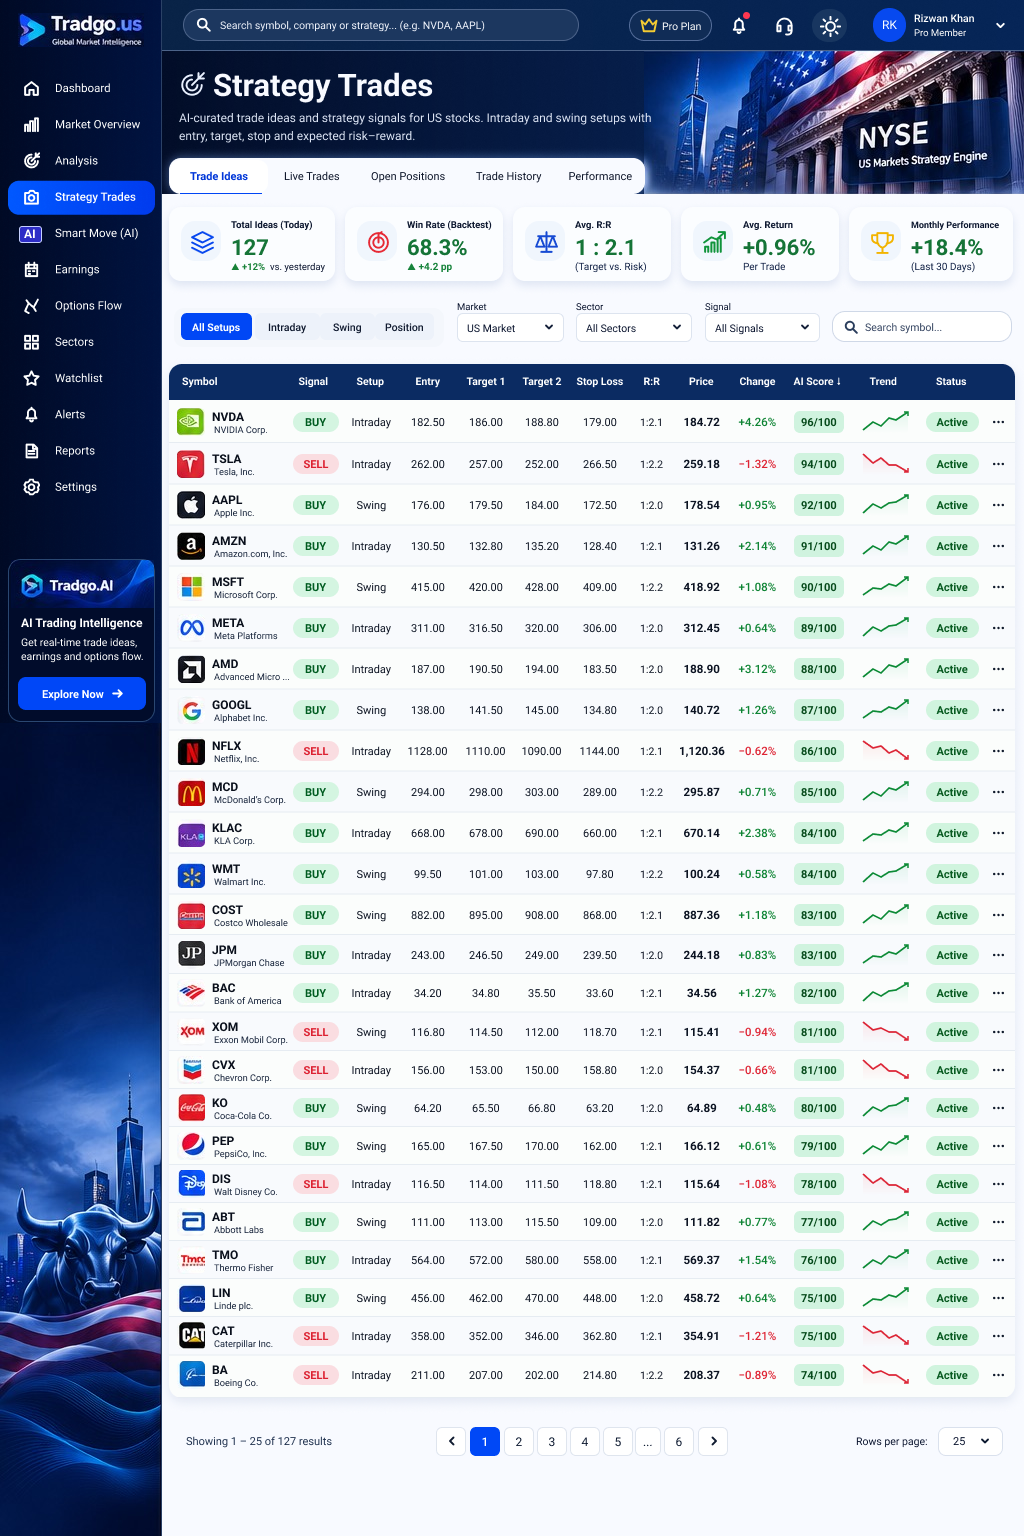 Tradgo.us
Global Market Intelligence
Search symbol, company or strategy... (e.g. NVDA, AAPL)
Pro Plan
RK
Rizwan Khan
Pro Member
Dashboard
Market Overview
Analysis
Strategy Trades
AI Smart Move (AI)
Earnings
Options Flow
Sectors
Watchlist
Alerts
Reports
Settings
Tradgo.AI
AI Trading Intelligence
Get real-time trade ideas,
earnings and options flow.
Explore Now →
Strategy Trades
AI-curated trade ideas and strategy signals for US stocks. Intraday and swing setups with
entry, target, stop and expected risk–reward.
NYSE
US Markets Strategy Engine
Trade Ideas Live Trades Open Positions Trade History Performance
Total Ideas (Today)
127
▲ +12% vs. yesterday
Win Rate (Backtest)
68.3%
▲ +4.2 pp
Avg. R:R
1 : 2.1
(Target vs. Risk)
Avg. Return
+0.96%
Per Trade
Monthly Performance
+18.4%
(Last 30 Days)
All Setups Intraday Swing Position
Market
US Market
Sector
All Sectors
Signal
All Signals
Search symbol...
Symbol Signal Setup Entry Target 1 Target 2 Stop Loss R:R Price Change AI Score ↓ Trend Status
NVDA NVIDIA Corp. BUY Intraday 182.50 186.00 188.80 179.00 1:2.1 184.72 +4.26% 96/100 Active ...
TSLA Tesla, Inc. SELL Intraday 262.00 257.00 252.00 266.50 1:2.2 259.18 −1.32% 94/100 Active ...
AAPL Apple Inc. BUY Swing 176.00 179.50 184.00 172.50 1:2.0 178.54 +0.95% 92/100 Active ...
AMZN Amazon.com, Inc. BUY Intraday 130.50 132.80 135.20 128.40 1:2.1 131.26 +2.14% 91/100 Active ...
MSFT Microsoft Corp. BUY Swing 415.00 420.00 428.00 409.00 1:2.2 418.92 +1.08% 90/100 Active ...
META Meta Platforms BUY Intraday 311.00 316.50 320.00 306.00 1:2.0 312.45 +0.64% 89/100 Active ...
AMD Advanced Micro ... BUY Intraday 187.00 190.50 194.00 183.50 1:2.0 188.90 +3.12% 88/100 Active ...
GOOGL Alphabet Inc. BUY Swing 138.00 141.50 145.00 134.80 1:2.0 140.72 +1.26% 87/100 Active ...
NFLX Netflix, Inc. SELL Intraday 1128.00 1110.00 1090.00 1144.00 1:2.1 1,120.36 −0.62% 86/100 Active ...
MCD McDonald's Corp. BUY Swing 294.00 298.00 303.00 289.00 1:2.2 295.87 +0.71% 85/100 Active ...
KLA KLAC KLA Corp. BUY Intraday 668.00 678.00 690.00 660.00 1:2.1 670.14 +2.38% 84/100 Active ...
WMT Walmart Inc. BUY Swing 99.50 101.00 103.00 97.80 1:2.2 100.24 +0.58% 84/100 Active ...
COST Costco Wholesale BUY Swing 882.00 895.00 908.00 868.00 1:2.1 887.36 +1.18% 83/100 Active ...
JP JPM JPMorgan Chase BUY Intraday 243.00 246.50 249.00 239.50 1:2.0 244.18 +0.83% 83/100 Active ...
BAC Bank of America BUY Intraday 34.20 34.80 35.50 33.60 1:2.1 34.56 +1.27% 82/100 Active ...
XOM XOM Exxon Mobil Corp. SELL Swing 116.80 114.50 112.00 118.70 1:2.1 115.41 −0.94% 81/100 Active ...
CVX Chevron Corp. SELL Intraday 156.00 153.00 150.00 158.80 1:2.0 154.37 −0.66% 81/100 Active ...
KO Coca-Cola Co. BUY Swing 64.20 65.50 66.80 63.20 1:2.0 64.89 +0.48% 80/100 Active ...
PEP PepsiCo, Inc. BUY Swing 165.00 167.50 170.00 162.00 1:2.1 166.12 +0.61% 79/100 Active ...
DIS Walt Disney Co. SELL Intraday 116.50 114.00 111.50 118.80 1:2.1 115.64 −1.08% 78/100 Active ...
ABT Abbott Labs BUY Swing 111.00 113.00 115.50 109.00 1:2.0 111.82 +0.77% 77/100 Active ...
TMO Thermo Fisher BUY Intraday 564.00 572.00 580.00 558.00 1:2.1 569.37 +1.54% 76/100 Active ...
LIN Linde plc. BUY Swing 456.00 462.00 470.00 448.00 1:2.0 458.72 +0.64% 75/100 Active ...
CAT CAT Caterpillar Inc. SELL Intraday 358.00 352.00 346.00 362.80 1:2.1 354.91 −1.21% 75/100 Active ...
BA Boeing Co. SELL Intraday 211.00 207.00 202.00 214.80 1:2.2 208.37 −0.89% 74/100 Active ...
Showing 1 – 25 of 127 results
1 2 3 4 5 ... 6
Rows per page: 25